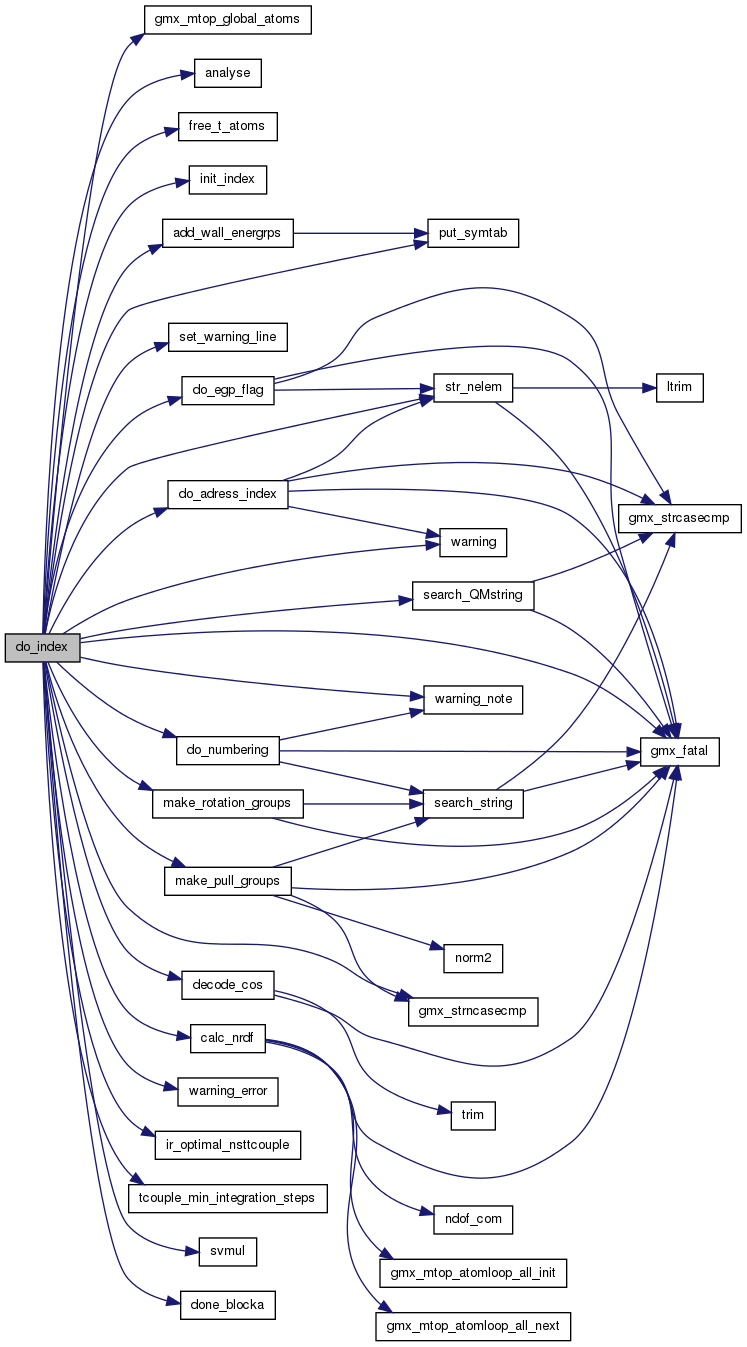 gmx_mtop_global_atoms
analyse
free_t_atoms
init_index
add_wall_energrps
put_symtab
set_warning_line
do_egp_flag
str_nelem
ltrim
do_adress_index
gmx_strcasecmp
warning
search_QMstring
do_index
warning_note
do_numbering
gmx_fatal
make_rotation_groups
search_string
make_pull_groups
norm2
decode_cos
gmx_strncasecmp
calc_nrdf
warning_error
trim
ir_optimal_nsttcouple
tcouple_min_integration_steps
ndof_com
svmul
gmx_mtop_atomloop_all_init
done_blocka
gmx_mtop_atomloop_all_next